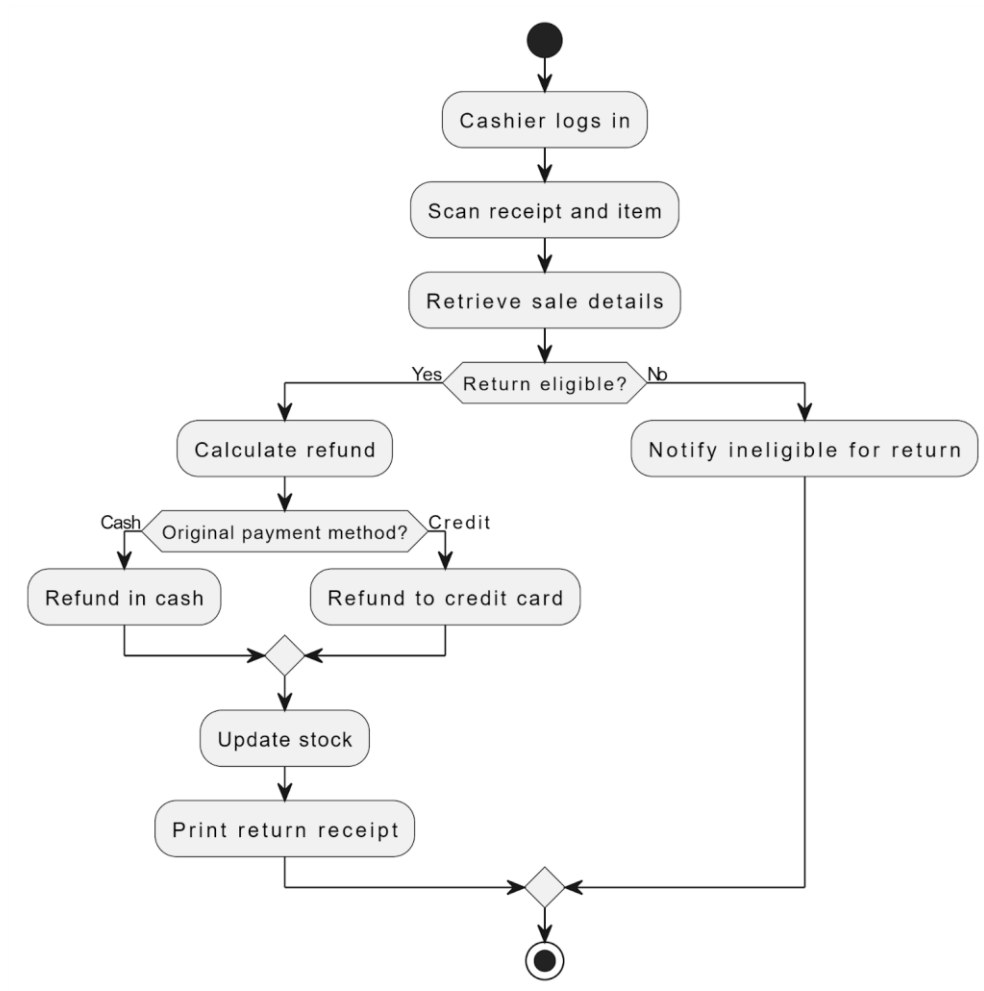 Cashier logs in
Scan receipt and item
Retrieve sale details
Yes
Return eligible?
No
Calculate refund
Notify ineligible for return
Cash
Original payment method?
Credit
Refund in cash
Refund to credit card
Update stock
Print return receipt